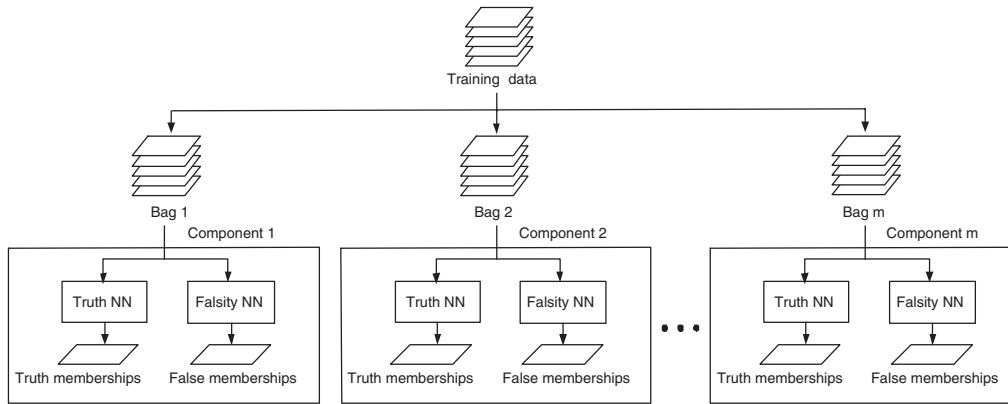 Training data
Bag 1
Bag 2
Bag m
Component 1
Component 2
Component m
Truth NN
Falsity NN
Truth NN
Falsity NN
Truth NN
Falsity NN
Truth memberships
False memberships
Truth memberships
False memberships
Truth memberships
False memberships